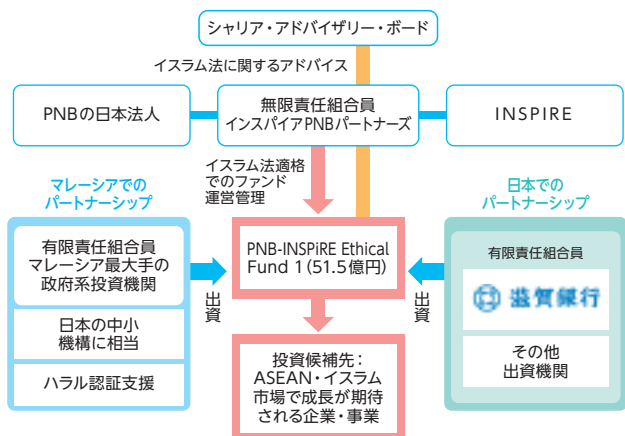 シャリア・アドバイザリー・ボード
イスラム法に関するアドバイス
PNBの日本法人
無限責任組合員
インスパイアPNBパートナーズ
INSPIRE
イスラム法適格
でのファンド
運営管理
マレーシアでの
パートナーシップ
有限責任組合員
マレーシア最大手の
政府系投資機関
日本の中小
機構に相当
ハラル認証支援
出資
PNB-INSPiRE Ethical
Fund 1（51.5億円）
投資候補先：
ASEAN・イスラム
市場で成長が期待
される企業・事業
出資
日本での
パートナーシップ
有限責任組合員
滋賀銀行
その他
出資機関